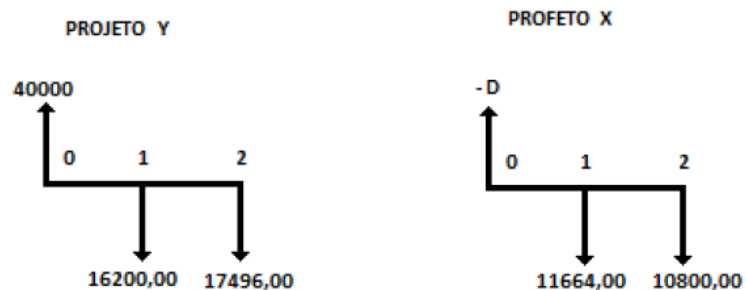 PROJETO Y
40000
0 1 2
16200,00 17496,00
PROFETO X
- D
0 1 2
11664,00 10800,00